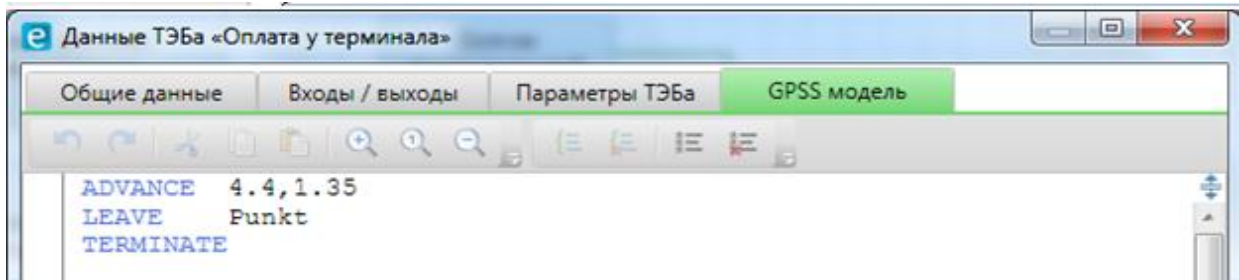 Данные ТЭБа «Оплата у терминала»
Общие данные Входы / выходы Параметры ТЭБа GPSS модель
ADVANCE 4.4,1.35
LEAVE Punkt
TERMINATE